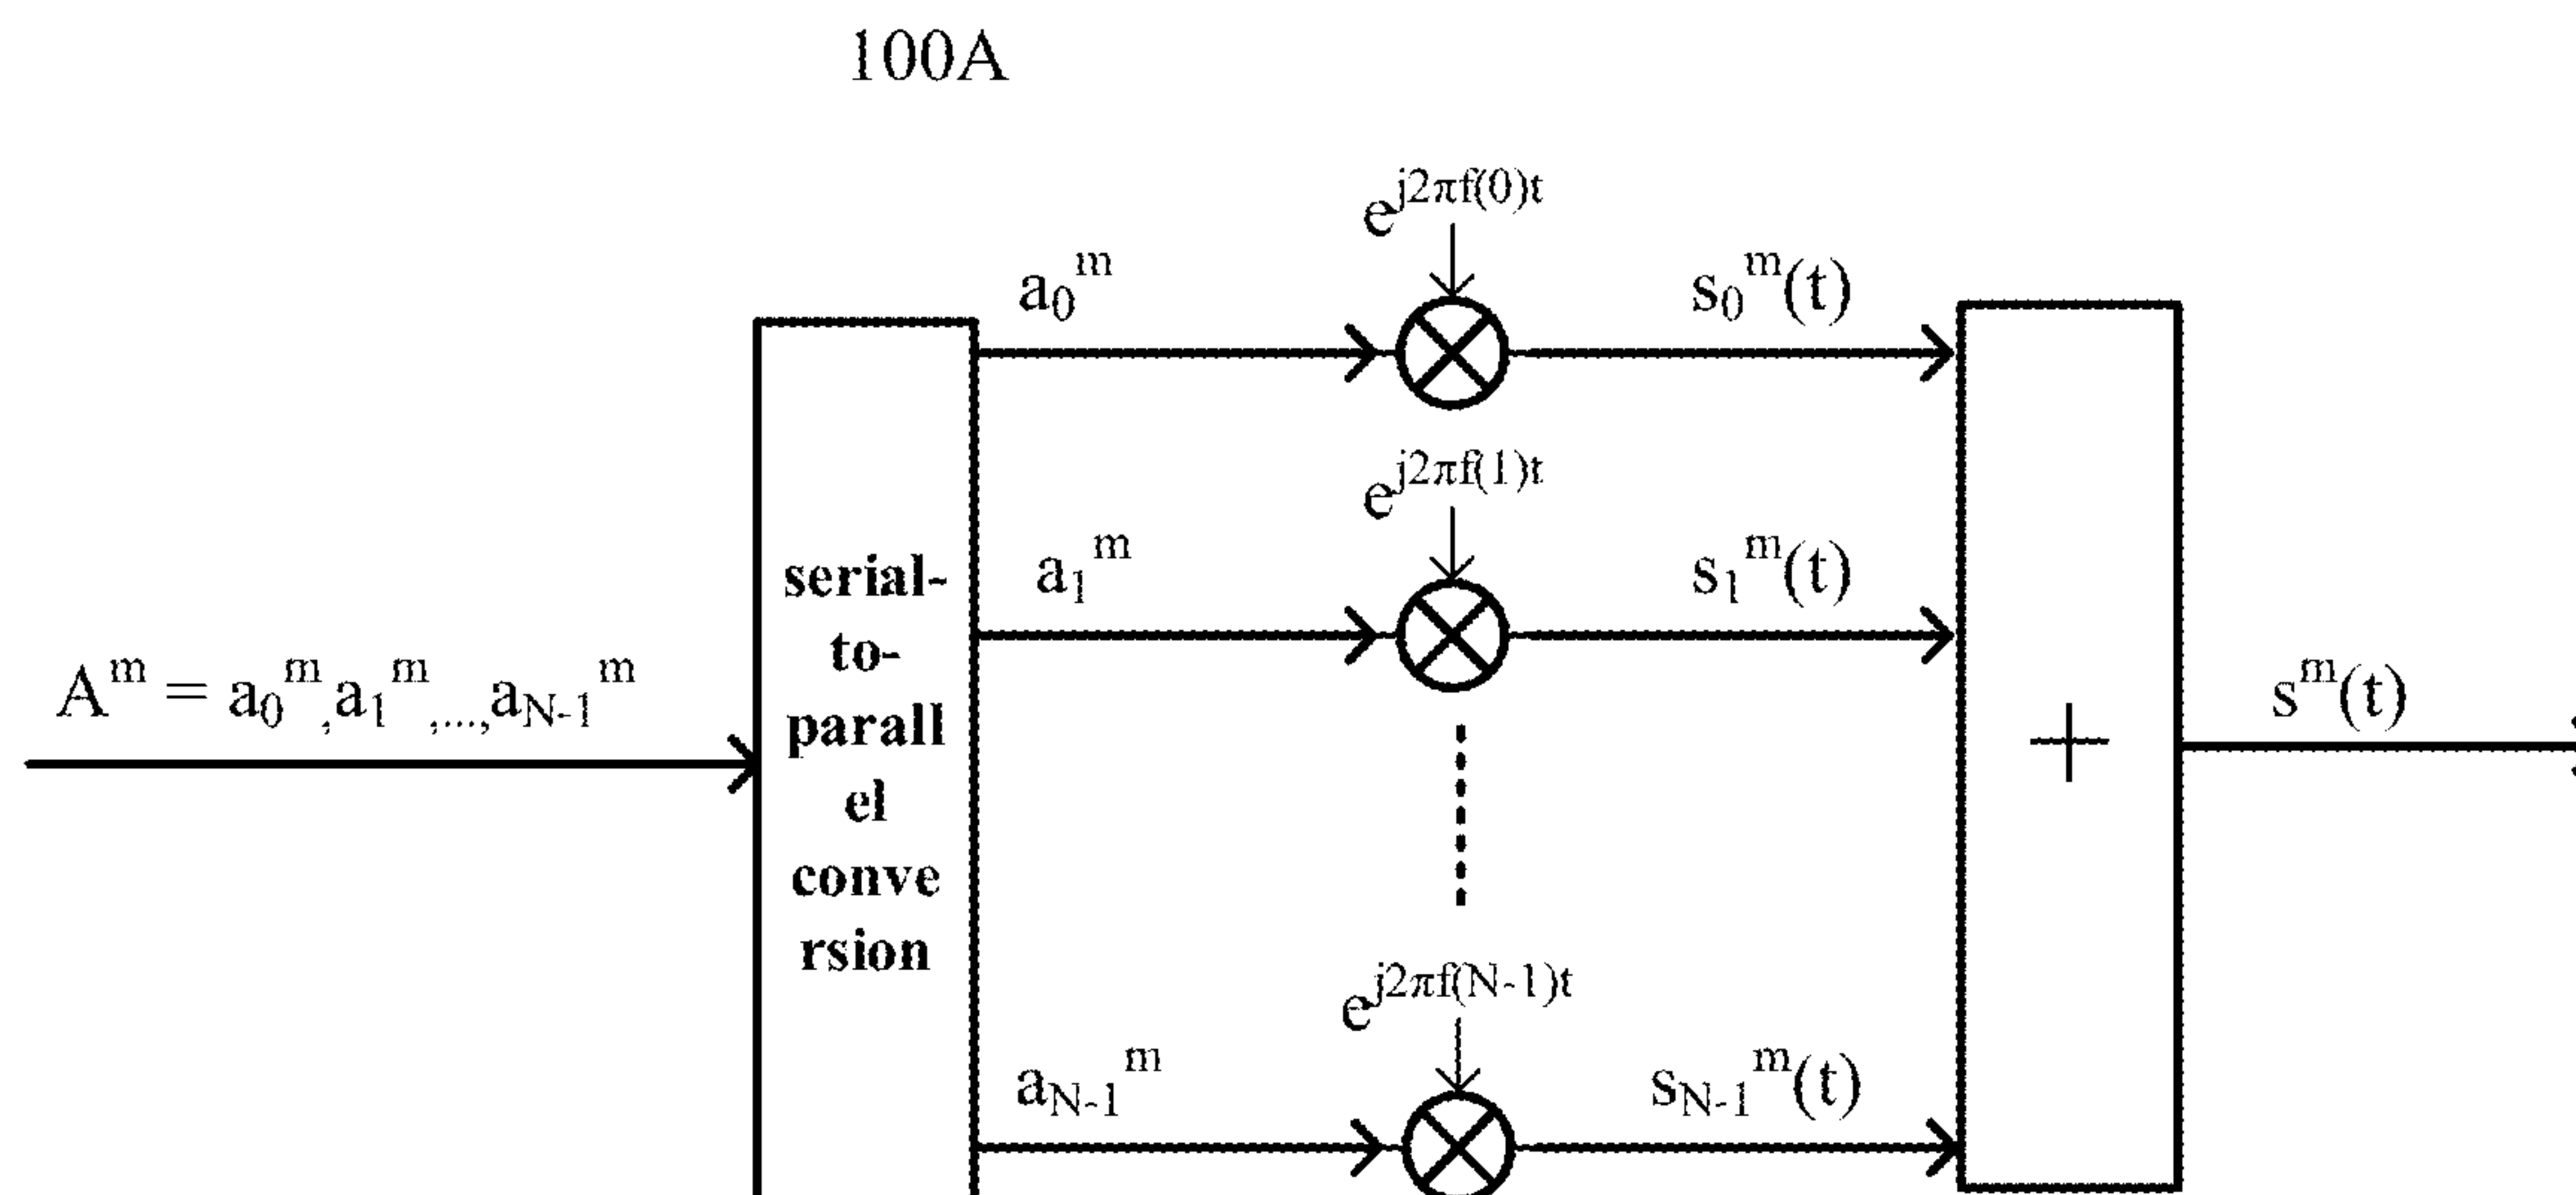 100A
e^{j2πf(0)t}
a_0^m
s_0^m(t)
e^{j2πf(1)t}
a_1^m
s_1^m(t)
serial-
to-
parall
el
conve
rsion
A^m = a_0^m,a_1^m,...,a_{N-1}^m
+
s^m(t)
e^{j2πf(N-1)t}
a_{N-1}^m
s_{N-1}^m(t)